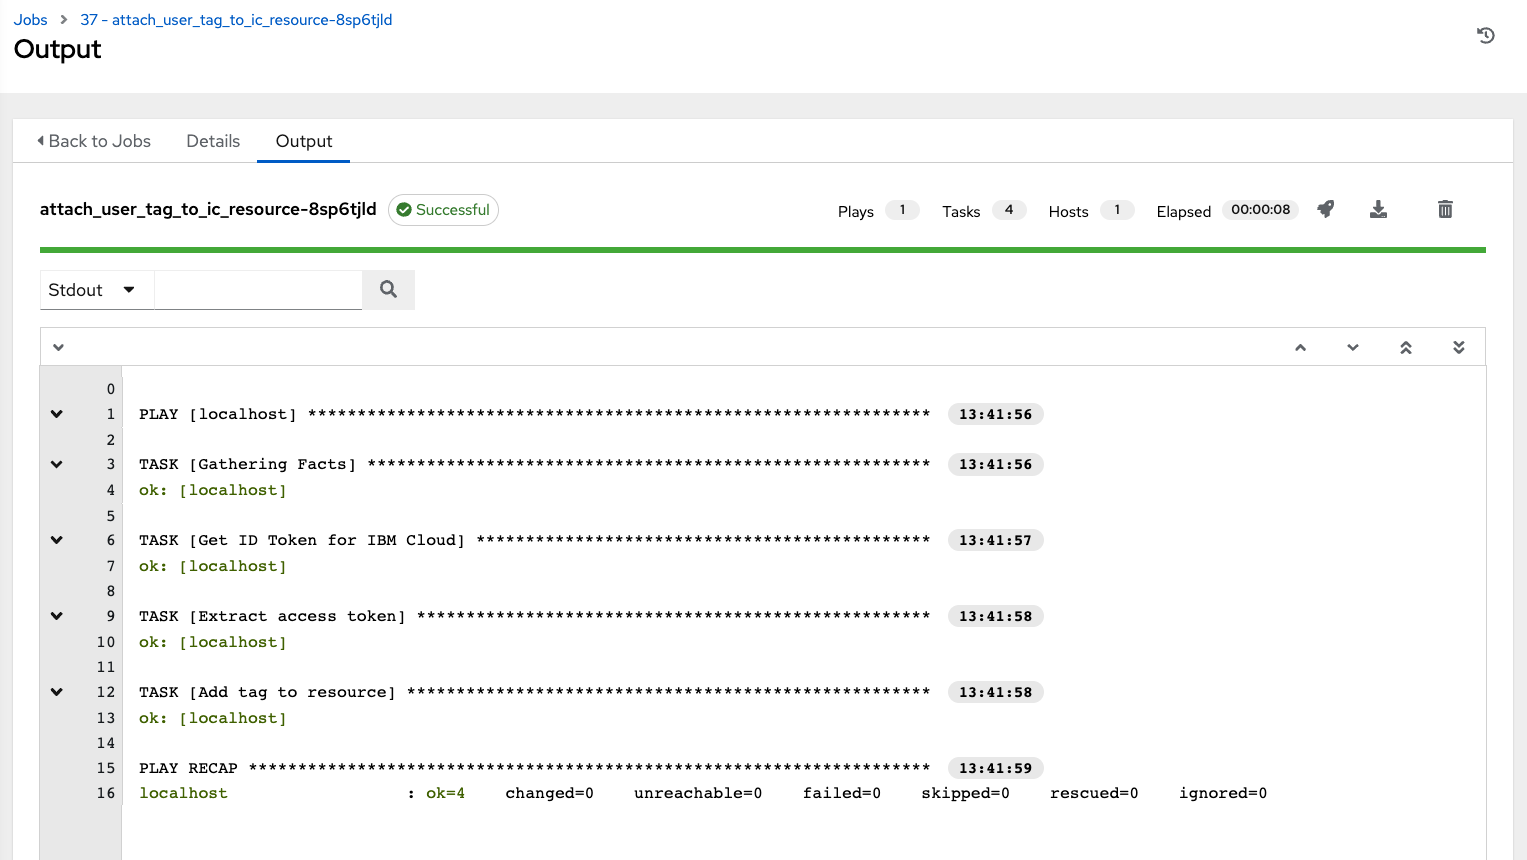 Jobs > 37 - attach_user_tag_to_ic_resource-8sp6tjld
Output
Back to Jobs Details Output
attach_user_tag_to_ic_resource-8sp6tjld Successful Plays 1 Tasks 4 Hosts 1 Elapsed 00:00:08
Stdout
0
1 PLAY [localhost] *************************************************************** 13:41:56
2
3 TASK [Gathering Facts] ********************************************************* 13:41:56
4 ok: [localhost]
5
6 TASK [Get ID Token for IBM Cloud] ********************************************** 13:41:57
7 ok: [localhost]
8
9 TASK [Extract access token] **************************************************** 13:41:58
10 ok: [localhost]
11
12 TASK [Add tag to resource] ***************************************************** 13:41:58
13 ok: [localhost]
14
15 PLAY RECAP ********************************************************************* 13:41:59
16 localhost : ok=4 changed=0 unreachable=0 failed=0 skipped=0 rescued=0 ignored=0